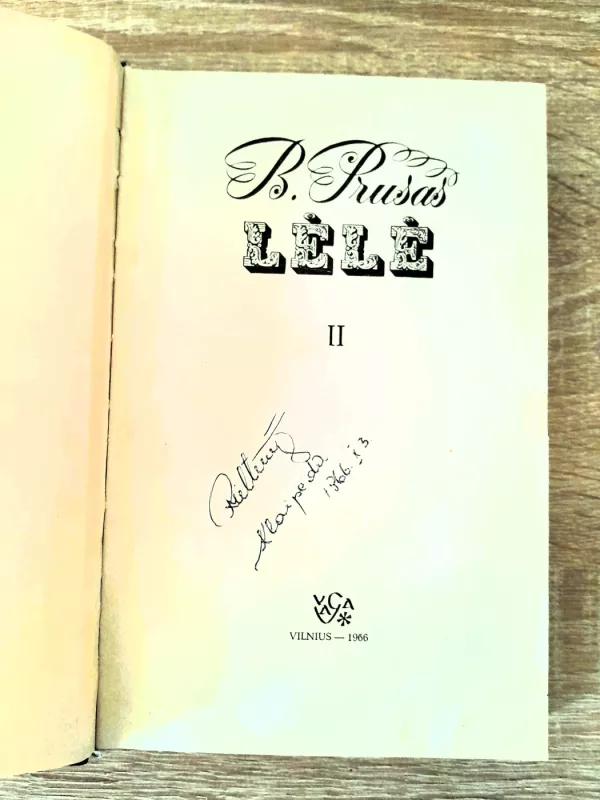 B. Prusas
LĖLĖ
II
Klaipėda
VAGA
VILNIUS — 1966